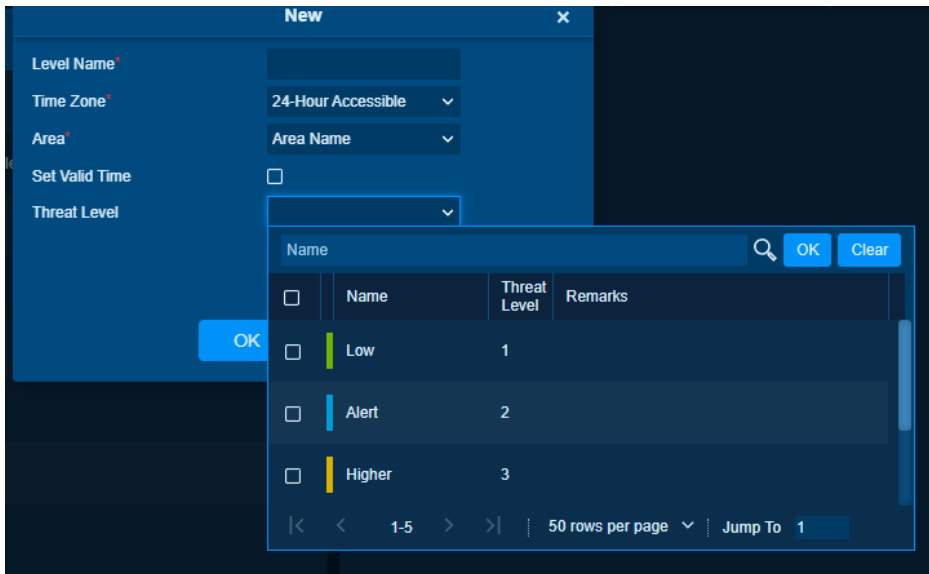 New ×
Level Name*
Time Zone* 24-Hour Accessible
Area* Area Name
Set Valid Time
Threat Level
Name OK Clear
Name Threat Level Remarks
Low 1
Alert 2
Higher 3
OK
1-5 50 rows per page Jump To 1